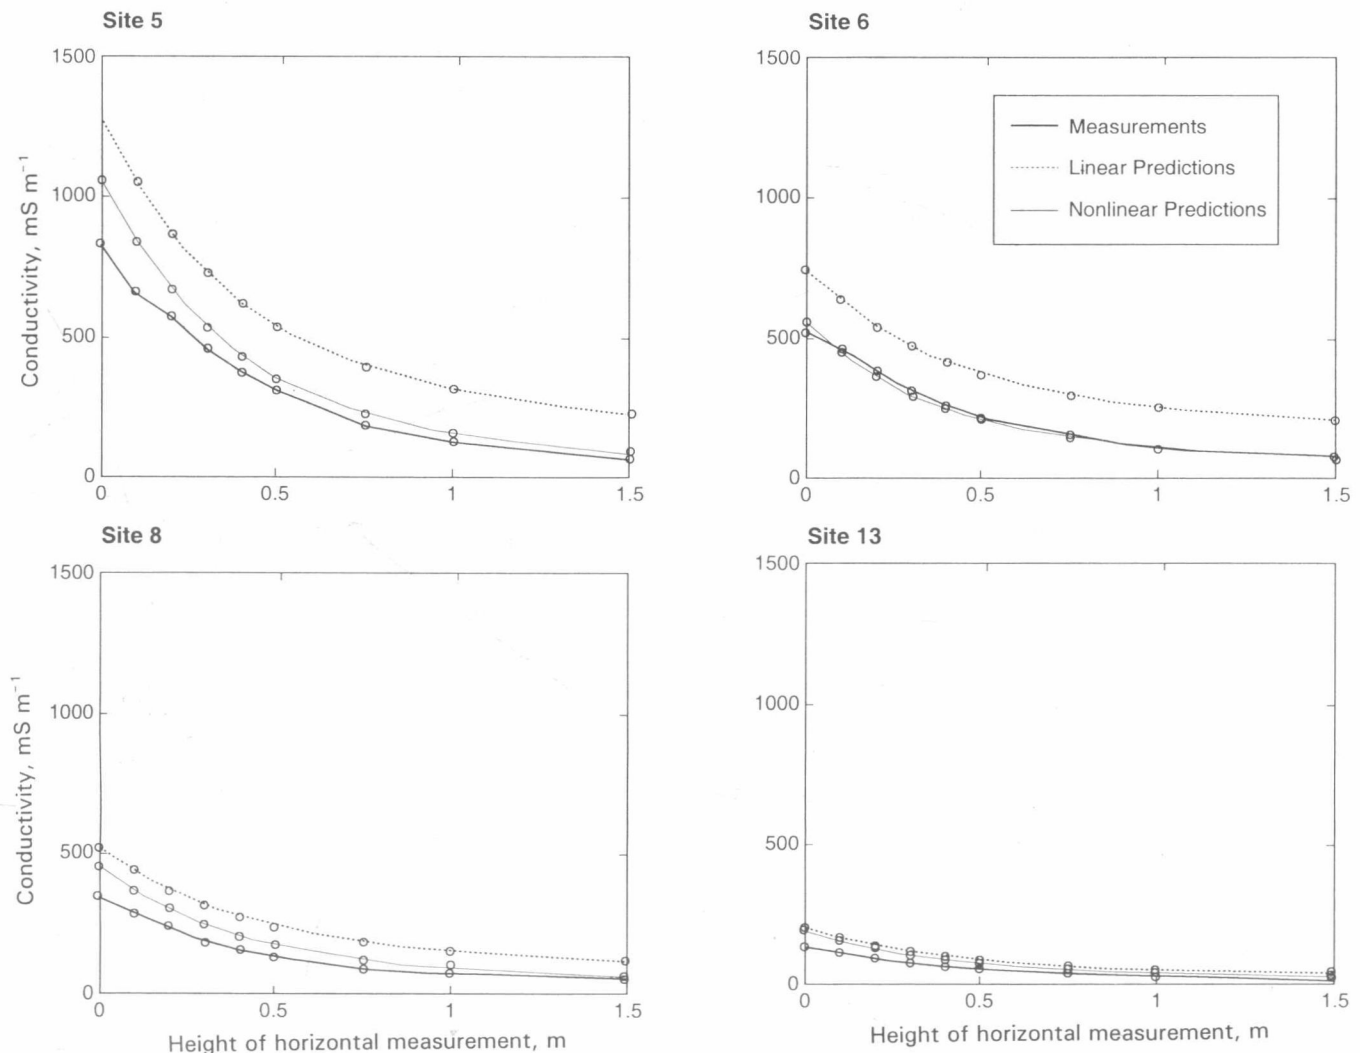 Site 5
1500
1000
500
0
0
0.5
1
1.5
Conductivity, mS m⁻¹
Site 6
1500
1000
500
0
0
0.5
1
1.5
Measurements
Linear Predictions
Nonlinear Predictions
Site 8
1500
1000
500
0
0
0.5
1
1.5
Conductivity, mS m⁻¹
Height of horizontal measurement, m
Site 13
1500
1000
500
0
0
0.5
1
1.5
Height of horizontal measurement, m